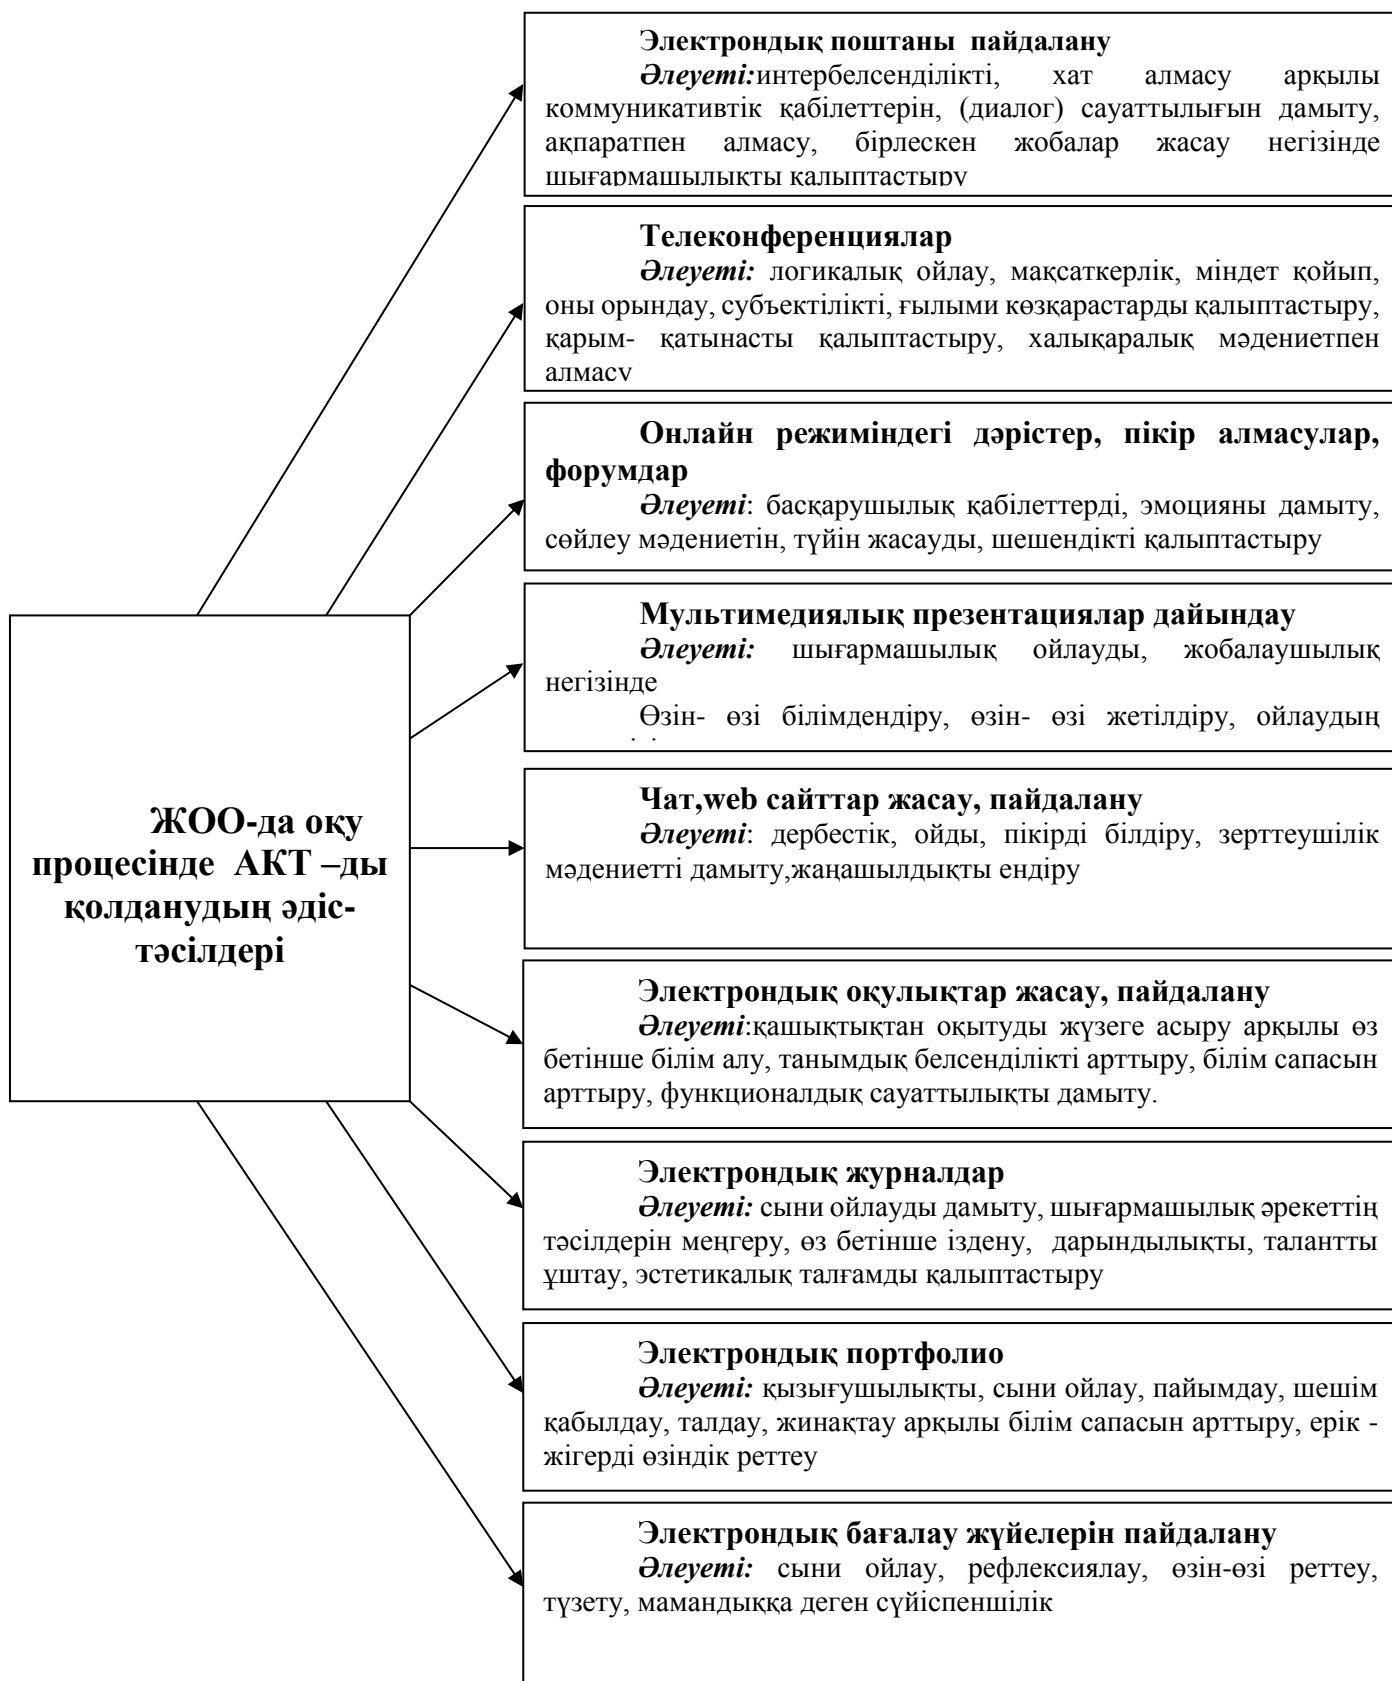 Электрондық поштаны пайдалану
Әлеуеті:интербелсенділікті, хат алмасу арқылы
коммуникативтік қабілеттерін, (диалог) сауаттылығын дамыту,
ақпаратпен алмасу, бірлескен жобалар жасау негізінде
шығармашылықты қалыптастыру
Телеконференциялар
Әлеуеті: логикалық ойлау, мақсаткерлік, міндет қойып,
оны орындау, субъектілікті, ғылыми көзқарастарды қалыптастыру,
қарым- қатынасты қалыптастыру, халықаралық мәдениетпен
алмасу
Онлайн режиміндегі дәрістер, пікір алмасулар,
форумдар
Әлеуеті: басқарушылық қабілеттерді, эмоцияны дамыту,
сөйлеу мәдениетін, түйін жасауды, шешендікті қалыптастыру
Мультимедиялық презентациялар дайындау
Әлеуеті: шығармашылық ойлауды, жобалаушылық
негізінде
Өзін- өзі білімдендіру, өзін- өзі жетілдіру, ойлаудың
ЖОО-да оқу
процесінде АКТ –ды
қолданудың әдіс-
тәсілдері
Чат,web сайттар жасау, пайдалану
Әлеуеті: дербестік, ойды, пікірді білдіру, зерттеушілік
мәдениетті дамыту,жаңашылдықты ендіру
Электрондық оқулықтар жасау, пайдалану
Әлеуеті:қашықтықтан оқытуды жүзеге асыру арқылы өз
бетінше білім алу, танымдық белсенділікті арттыру, білім сапасын
арттыру, функционалдық сауаттылықты дамыту.
Электрондық журналдар
Әлеуеті: сыни ойлауды дамыту, шығармашылық әрекеттің
тәсілдерін меңгеру, өз бетінше іздену, дарындылықты, талантты
ұштау, эстетикалық талғамды қалыптастыру
Электрондық портфолио
Әлеуеті: қызығушылықты, сыни ойлау, пайымдау, шешім
қабылдау, талдау, жинақтау арқылы білім сапасын арттыру, ерік -
жігерді өзіндік реттеу
Электрондық бағалау жүйелерін пайдалану
Әлеуеті: сыни ойлау, рефлексиялау, өзін-өзі реттеу,
түзету, мамандыққа деген сүйіспеншілік